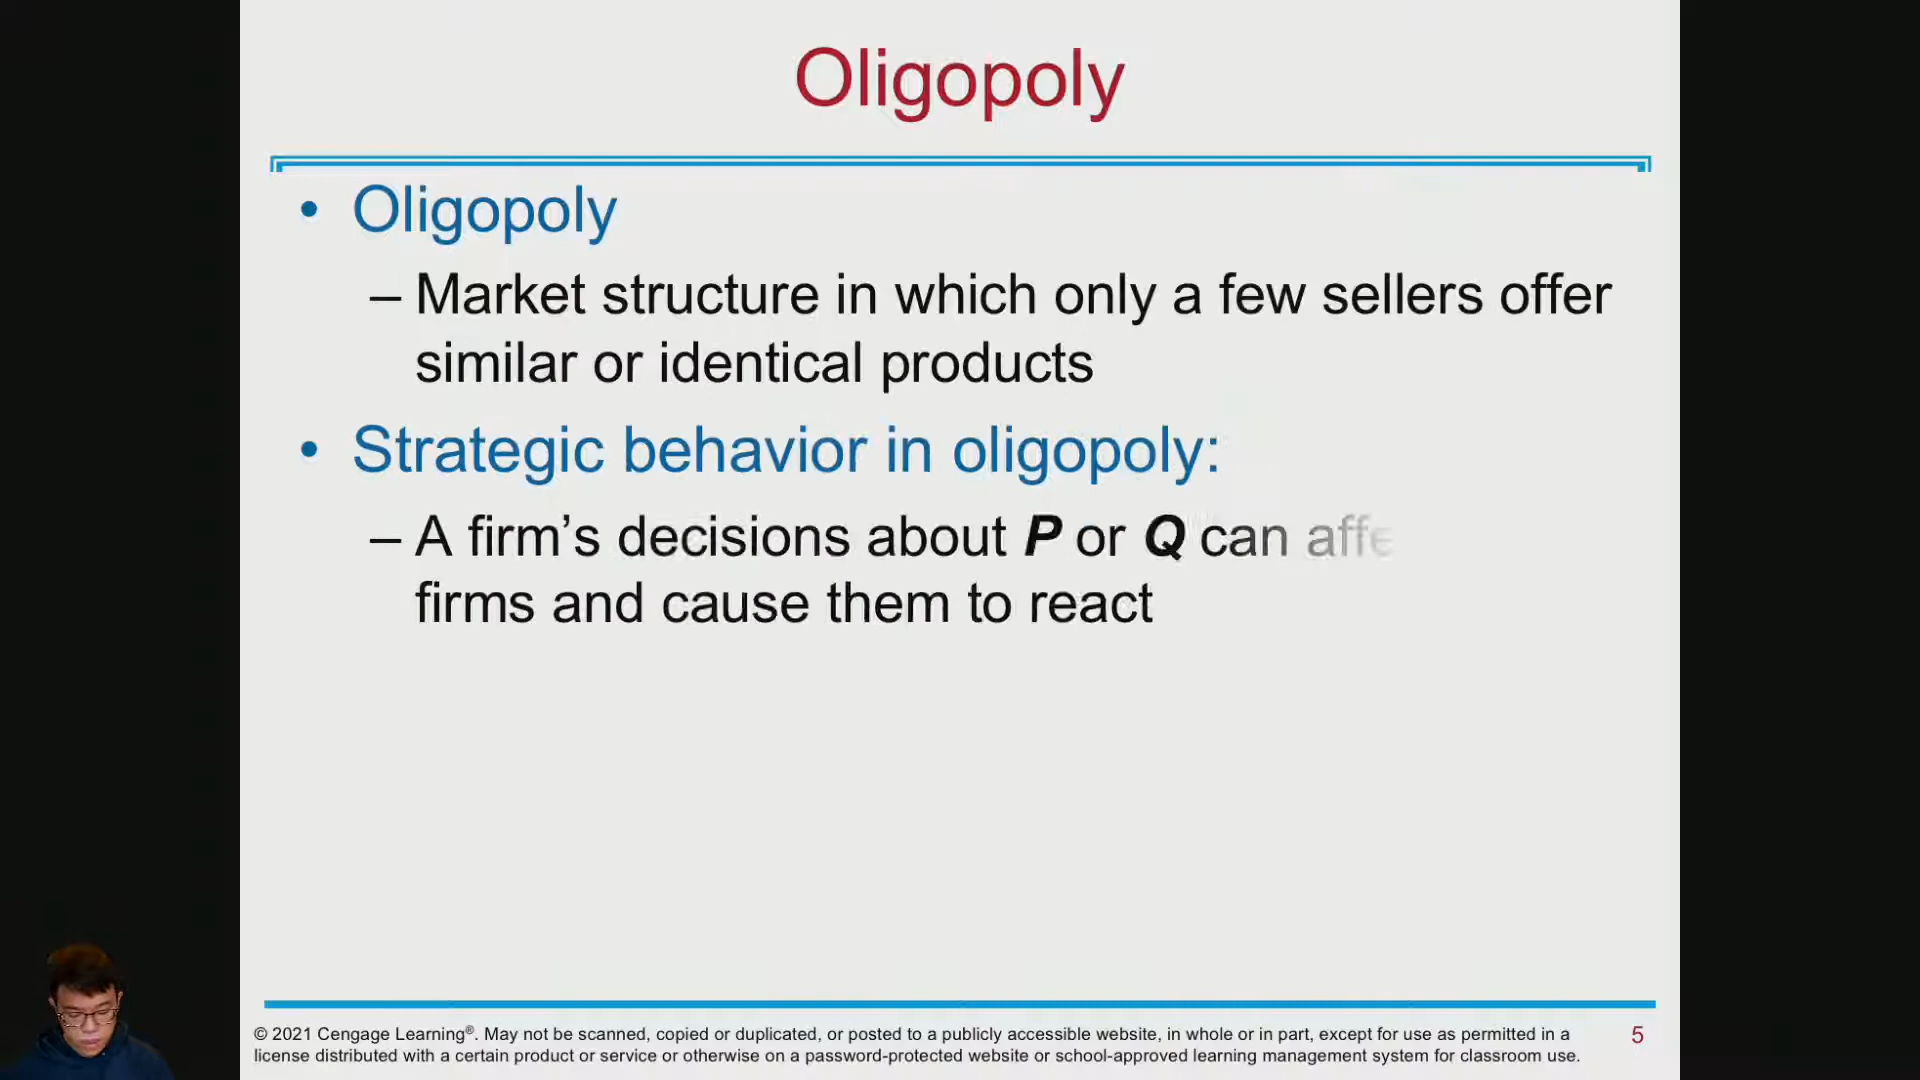 Oligopoly
• Oligopoly
– Market structure in which only a few sellers offer
similar or identical products
• Strategic behavior in oligopoly:
– A firm’s decisions about P or Q can affe
firms and cause them to react
© 2021 Cengage Learning®. May not be scanned, copied or duplicated, or posted to a publicly accessible website, in whole or in part, except for use as permitted in a
license distributed with a certain product or service or otherwise on a password-protected website or school-approved learning management system for classroom use.
5